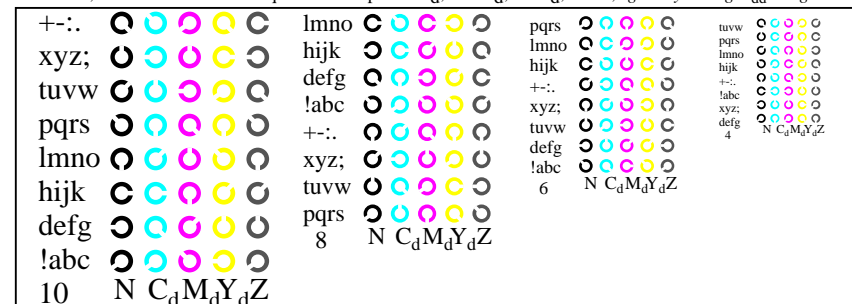 +-:.
xyz;
tuvw
pqrs
lmno
hijk
defg
!abc
10 N CdMdYdZ
lmno
hijk
defg
!abc
+-:.
xyz;
tuvw
pqrs
8 N CdMdYdZ
pqrs
lmno
hijk
+-:.
xyz;
tuvw
defg
!abc
6 N CdMdYdZ
tuvw
pqrs
lmno
hijk
+-:.
!abc
xyz;
defg
4 N CdMdYdZ